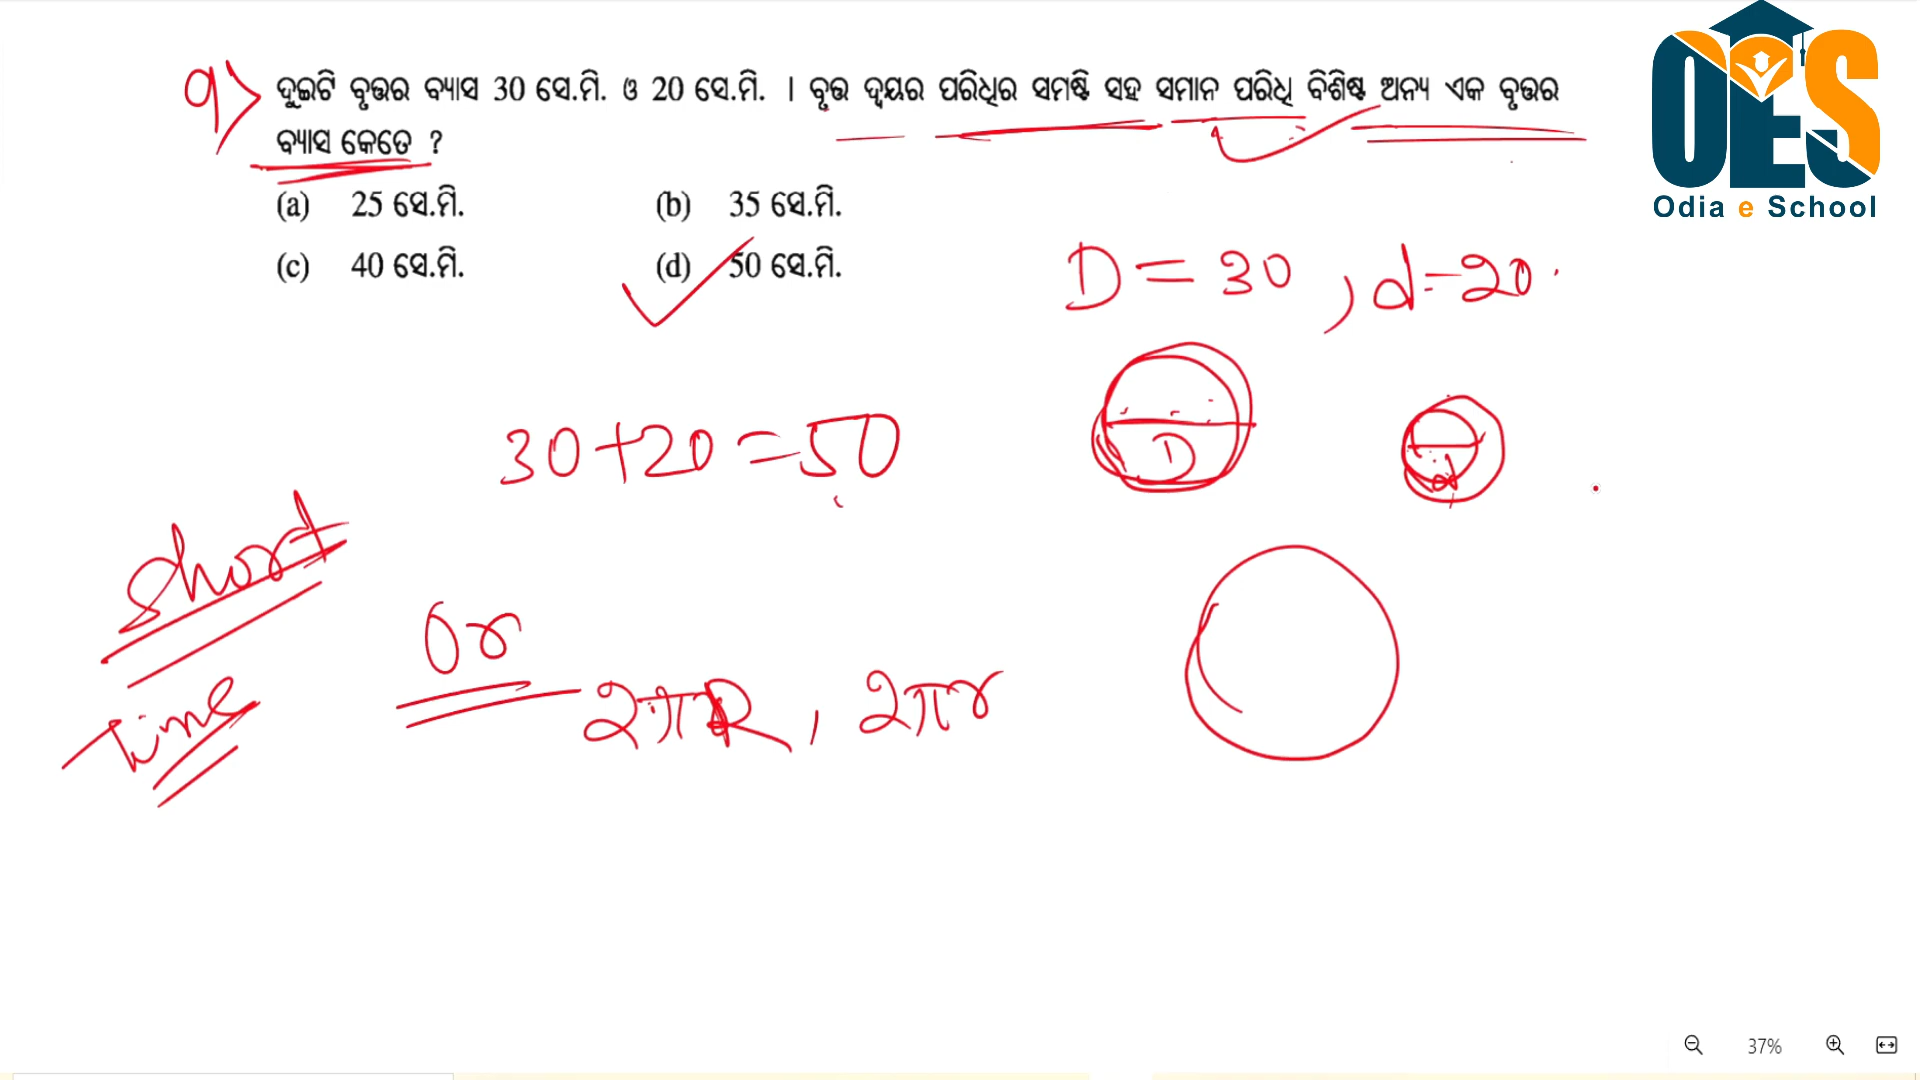 9) ଦୁଇଟି ବୃତ୍ତର ବ୍ୟାସ 30 ସେ.ମି. ଓ 20 ସେ.ମି. । ବୃତ୍ତ ଦ୍ୱୟର ପରିଧିର ସମଷ୍ଟି ସହ ସମାନ ପରିଧି ବିଶିଷ୍ଟ ଅନ୍ୟ ଏକ ବୃତ୍ତର
ବ୍ୟାସ କେତେ ?
(a) 25 ସେ.ମି. (b) 35 ସେ.ମି.
(c) 40 ସେ.ମି. (d) 50 ସେ.ମି.
OES
Odia e School
D = 30 , d = 20
30+20=50
D
d
Short
Time
Or
2πR , 2πr
37%